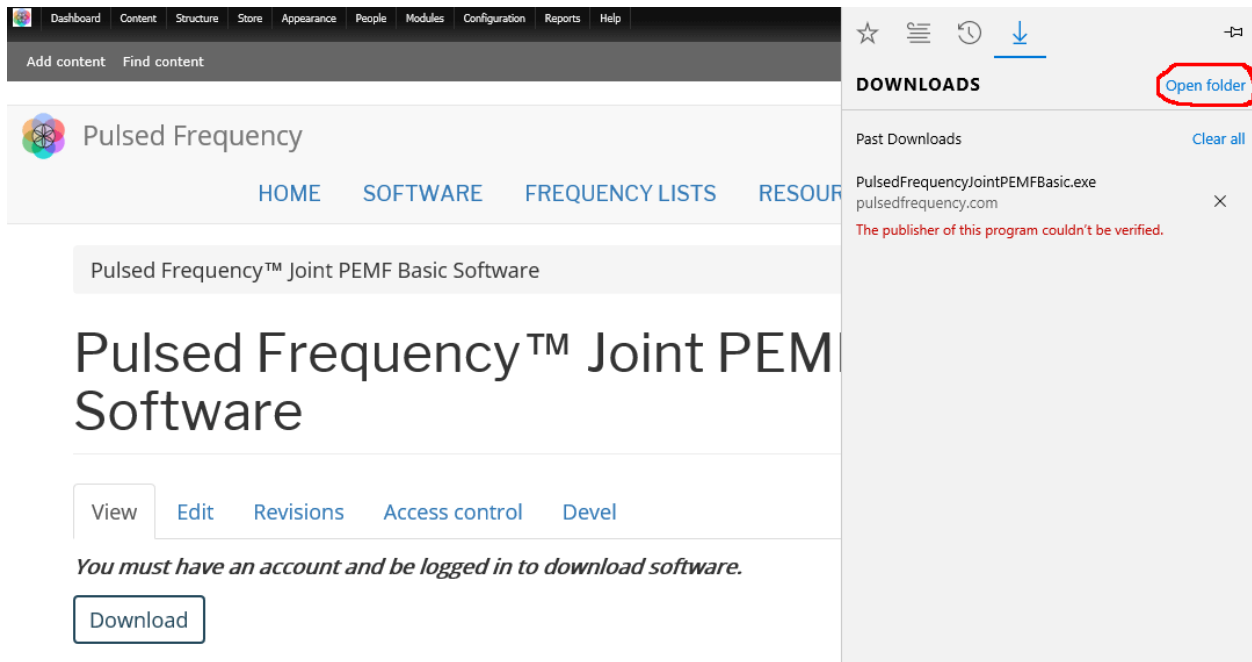 Dashboard Content Structure Store Appearance People Modules Configuration Reports Help
Add content Find content
Pulsed Frequency
HOME SOFTWARE FREQUENCY LISTS RESOUR
Pulsed Frequency™ Joint PEMF Basic Software
Pulsed Frequency™ Joint PEM
Software
View Edit Revisions Access control Devel
You must have an account and be logged in to download software.
Download
DOWNLOADS Open folder
Past Downloads Clear all
PulsedFrequencyJointPEMFBasic.exe
pulsedfrequency.com
The publisher of this program couldn't be verified.